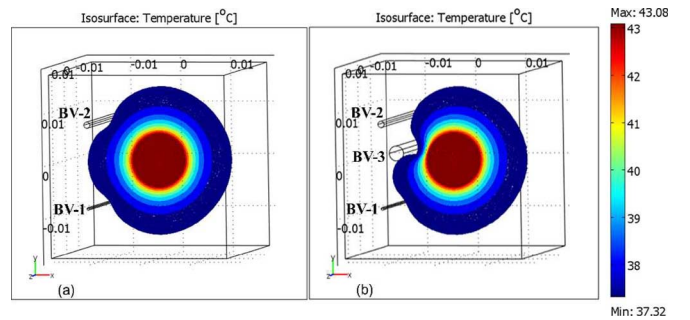 Isosurface: Temperature [°C]
-0.01
-0.01
0
0.01
0.01
BV-2
0.01
0
BV-1
-0.01
y
z
x
(a)
Isosurface: Temperature [°C]
-0.01
-0.01
0
0.01
0.01
BV-2
0.01
BV-3
0
BV-1
-0.01
y
z
x
(b)
Max: 43.08
43
42
41
40
39
38
Min: 37.32